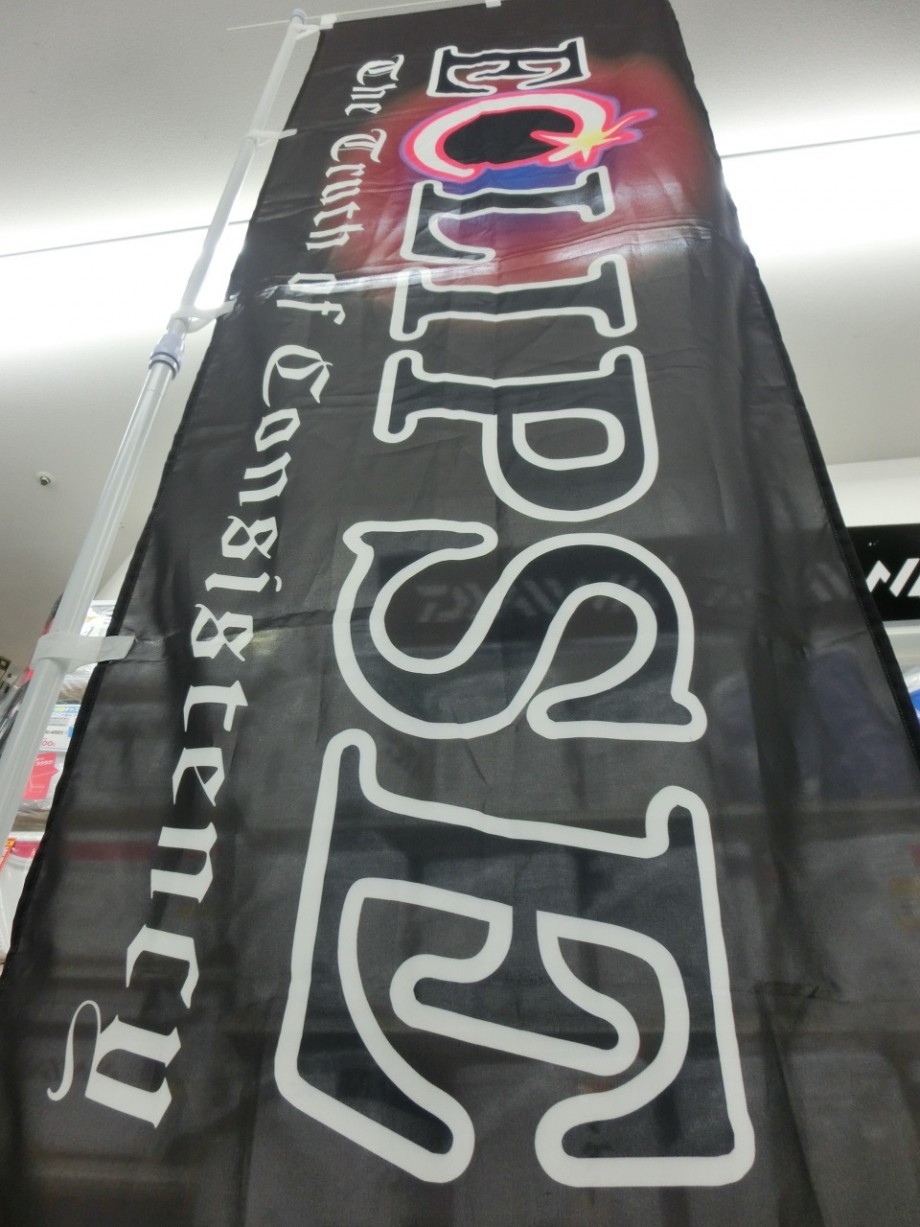 ECLIPSE
The Truth of Consistency